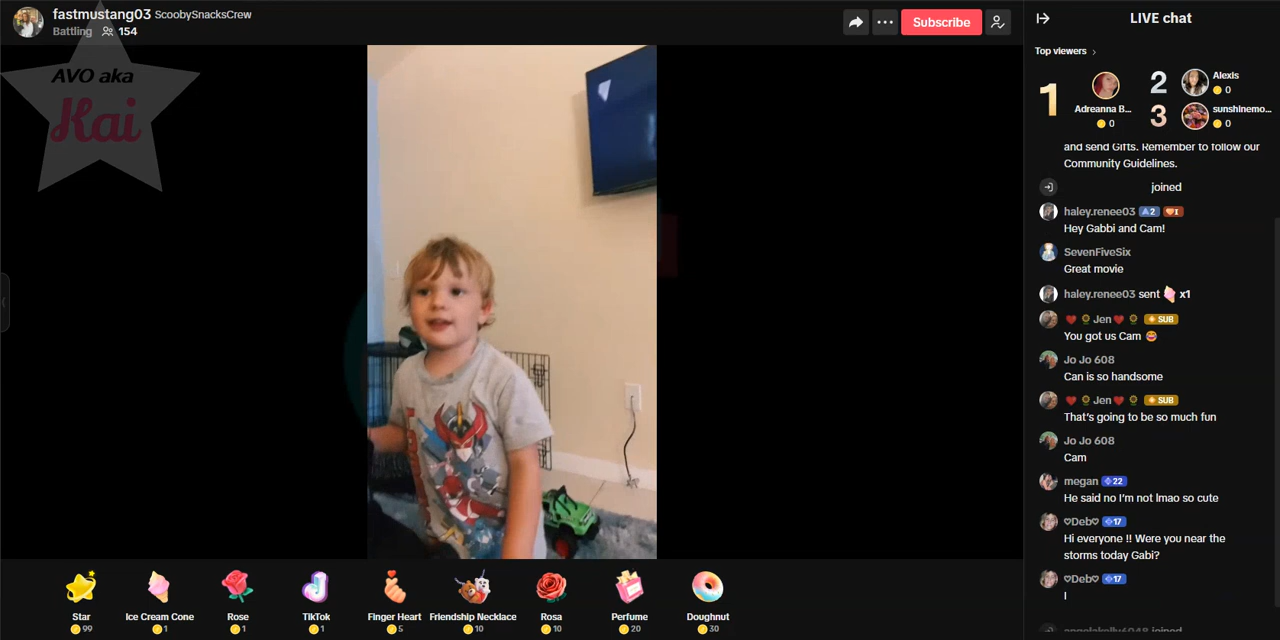 fastmustang03 ScoobySnacksCrew
Battling 154
Subscribe
AVO aka
Kai
LIVE chat
Top viewers
1
Adreanna B...
0
2
Alexis
0
3
sunshinemo...
0
and send Gifts. Remember to follow our
Community Guidelines.
joined
haley.renee03 2 I
Hey Gabbi and Cam!
SevenFiveSix
Great movie
haley.renee03 sent x1
Jen SUB
You got us Cam
Jo Jo 608
Can is so handsome
Jen SUB
That's going to be so much fun
Jo Jo 608
Cam
megan 22
He said no I'm not lmao so cute
♡Deb♡ 17
Hi everyone !! Were you near the
storms today Gabi?
♡Deb♡ 17
I
joined
Star
99
Ice Cream Cone
1
Rose
1
TikTok
1
Finger Heart
5
Friendship Necklace
10
Rosa
10
Perfume
20
Doughnut
30